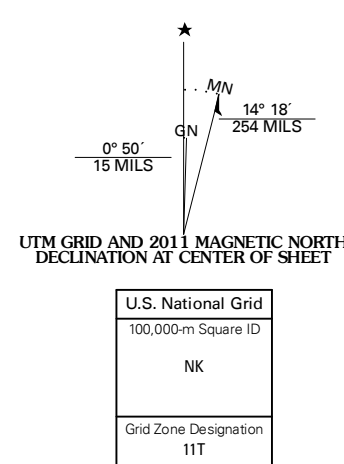 ★
MN
GN
14° 18´
254 MILS
0° 50´
15 MILS
UTM GRID AND 2011 MAGNETIC NORTH
DECLINATION AT CENTER OF SHEET
U.S. National Grid
100,000-m Square ID
NK
Grid Zone Designation
11T